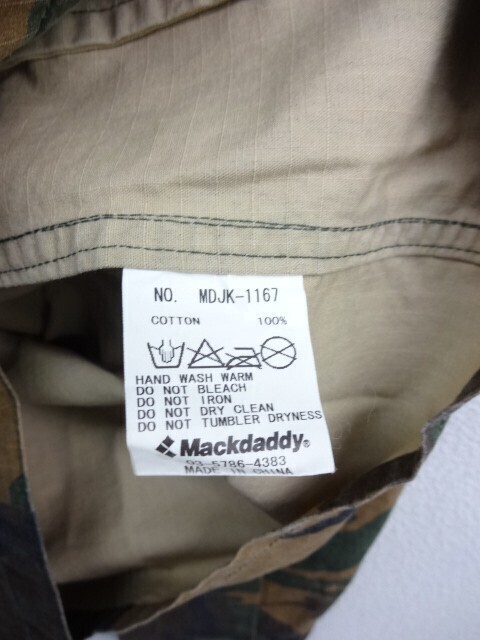 NO. MDJK-1167
COTTON 100%
HAND WASH WARM
DO NOT BLEACH
DO NOT IRON
DO NOT DRY CLEAN
DO NOT TUMBLER DRYNESS
Mackdaddy®
03-5786-4383
MADE IN CHINA